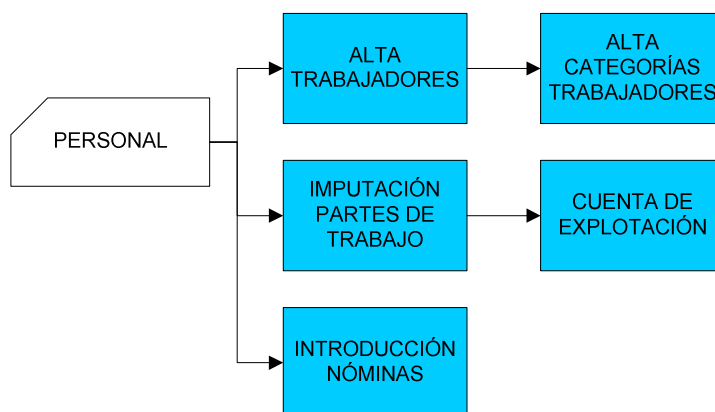 PERSONAL
ALTA
TRABAJADORES
ALTA
CATEGORÍAS
TRABAJADORES
IMPUTACIÓN
PARTES DE
TRABAJO
CUENTA DE
EXPLOTACIÓN
INTRODUCCIÓN
NÓMINAS